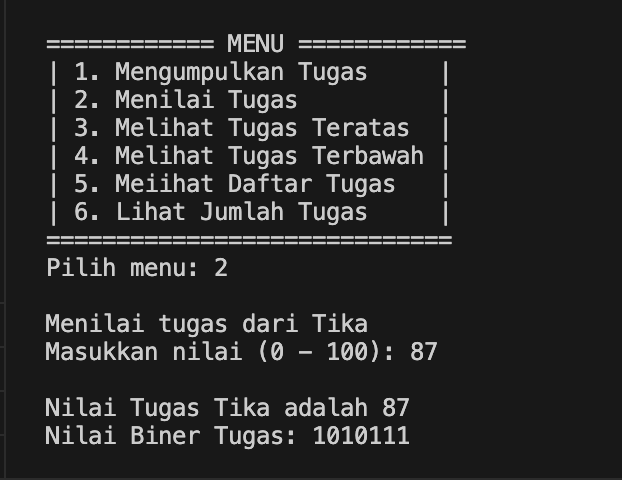 ============ MENU ============
| 1. Mengumpulkan Tugas     |
| 2. Menilai Tugas          |
| 3. Melihat Tugas Teratas  |
| 4. Melihat Tugas Terbawah |
| 5. Meiihat Daftar Tugas   |
| 6. Lihat Jumlah Tugas     |
=============================
Pilih menu: 2
Menilai tugas dari Tika
Masukkan nilai (0 - 100): 87
Nilai Tugas Tika adalah 87
Nilai Biner Tugas: 1010111